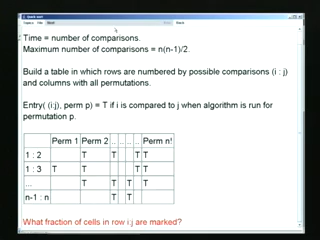 Time = number of comparisons.
Maximum number of comparisons = n(n-1)/2.
Build a table in which rows are numbered by possible comparisons (i : j)
and columns with all permutations.
Entry( (i:j), perm p) = T if i is compared to j when algorithm is run for
permutation p.
Perm 1 Perm 2 .. .. .. .. Perm n!
1 : 2 T T T T
1 : 3 T T T T
... T T T T
n-1 : n T T
What fraction of cells in row i,j are marked?